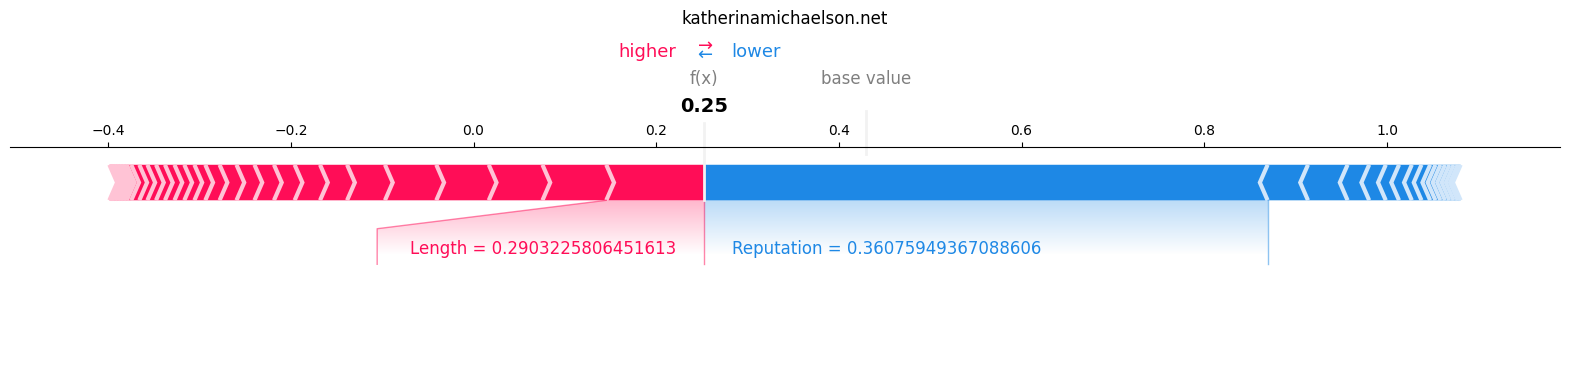 katherinamichaelson.net
higher ⇄ lower
f(x) base value
0.25
−0.4 −0.2 0.0 0.2 0.4 0.6 0.8 1.0
Length = 0.2903225806451613 Reputation = 0.36075949367088606